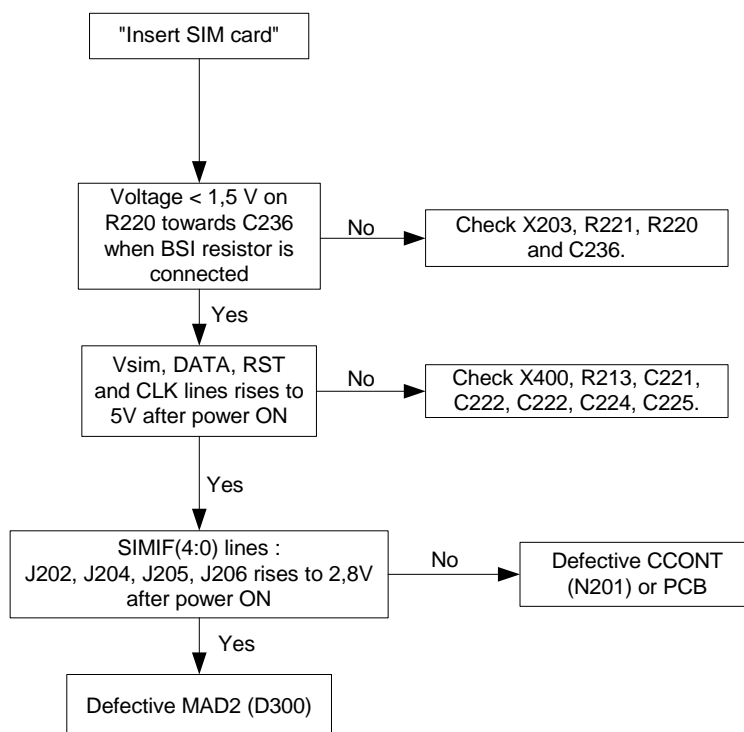 "Insert SIM card"
Voltage < 1,5 V on
R220 towards C236
when BSI resistor is
connected
No
Check X203, R221, R220
and C236.
Yes
Vsim, DATA, RST
and CLK lines rises to
5V after power ON
No
Check X400, R213, C221,
C222, C222, C224, C225.
Yes
SIMIF(4:0) lines :
J202, J204, J205, J206 rises to 2,8V
after power ON
No
Defective CCONT
(N201) or PCB
Yes
Defective MAD2 (D300)